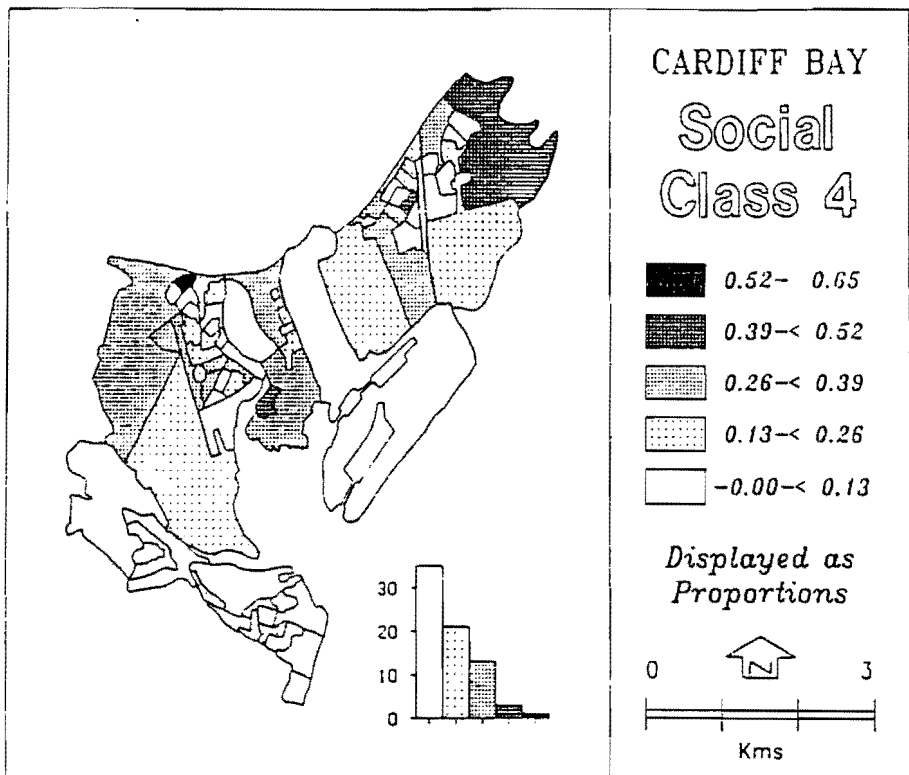 CARDIFF BAY
Social
Class 4
0.52- 0.65
0.39-< 0.52
0.26-< 0.39
0.13-< 0.26
-0.00-< 0.13
Displayed as
Proportions
N
0 3
Kms
30
20
10
0